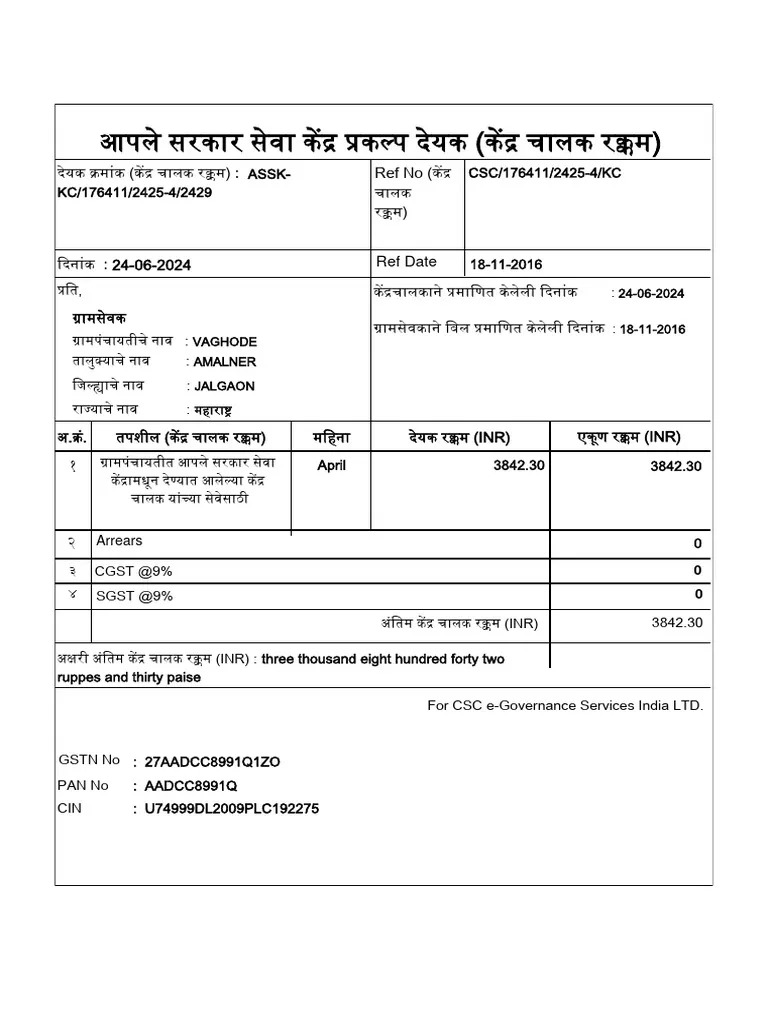 आपले सरकार सेवा केंद्र प्रकल्प देयक (केंद्र चालक रक्कम)
देयक क्रमांक (केंद्र चालक रक्कम) : ASSK-
KC/176411/2425-4/2429
Ref No (केंद्र
चालक
रक्कम)
CSC/176411/2425-4/KC
दिनांक : 24-06-2024
Ref Date
18-11-2016
प्रति,
ग्रामसेवक
ग्रामपंचायतीचे नाव : VAGHODE
तालुक्याचे नाव : AMALNER
जिल्ह्याचे नाव : JALGAON
राज्याचे नाव : महाराष्ट्र
केंद्रचालकाने प्रमाणित केलेली दिनांक : 24-06-2024
ग्रामसेवकाने बिल प्रमाणित केलेली दिनांक : 18-11-2016
अ.क्रं. तपशील (केंद्र चालक रक्कम) महिना देयक रक्कम (INR) एकूण रक्कम (INR)
१ ग्रामपंचायतीत आपले सरकार सेवा April 3842.30 3842.30
केंद्रामधून देण्यात आलेल्या केंद्र
चालक यांच्या सेवेसाठी
२ Arrears 0
३ CGST @9% 0
४ SGST @9% 0
अंतिम केंद्र चालक रक्कम (INR) 3842.30
अक्षरी अंतिम केंद्र चालक रक्कम (INR) : three thousand eight hundred forty two
ruppes and thirty paise
For CSC e-Governance Services India LTD.
GSTN No : 27AADCC8991Q1ZO
PAN No : AADCC8991Q
CIN : U74999DL2009PLC192275